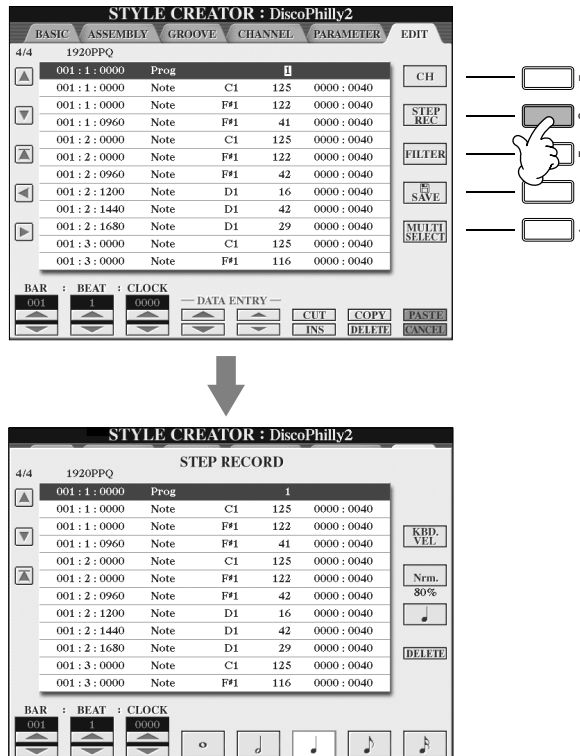 STYLE CREATOR : DiscoPhilly2
BASIC ASSEMBLY GROOVE CHANNEL PARAMETER EDIT
4/4 1920PPQ
001 : 1 : 0000 Prog 1
001 : 1 : 0000 Note C1 125 0000 : 0040
001 : 1 : 0000 Note F#1 122 0000 : 0040
001 : 1 : 0960 Note F#1 41 0000 : 0040
001 : 2 : 0000 Note C1 125 0000 : 0040
001 : 2 : 0000 Note F#1 122 0000 : 0040
001 : 2 : 0960 Note F#1 42 0000 : 0040
001 : 2 : 1200 Note D1 16 0000 : 0040
001 : 2 : 1440 Note D1 42 0000 : 0040
001 : 2 : 1680 Note D1 29 0000 : 0040
001 : 3 : 0000 Note C1 125 0000 : 0040
001 : 3 : 0000 Note F#1 116 0000 : 0040
CH
STEP
REC
FILTER
SAVE
MULTI
SELECT
BAR : BEAT : CLOCK
001 1 0000
DATA ENTRY
CUT COPY PASTE
INS DELETE CANCEL
STYLE CREATOR : DiscoPhilly2
STEP RECORD
4/4 1920PPQ
001 : 1 : 0000 Prog 1
001 : 1 : 0000 Note C1 125 0000 : 0040
001 : 1 : 0000 Note F#1 122 0000 : 0040
001 : 1 : 0960 Note F#1 41 0000 : 0040
001 : 2 : 0000 Note C1 125 0000 : 0040
001 : 2 : 0000 Note F#1 122 0000 : 0040
001 : 2 : 0960 Note F#1 42 0000 : 0040
001 : 2 : 1200 Note D1 16 0000 : 0040
001 : 2 : 1440 Note D1 42 0000 : 0040
001 : 2 : 1680 Note D1 29 0000 : 0040
001 : 3 : 0000 Note C1 125 0000 : 0040
001 : 3 : 0000 Note F#1 116 0000 : 0040
KBD.
VEL
Nrm.
80%
DELETE
BAR : BEAT : CLOCK
001 1 0000